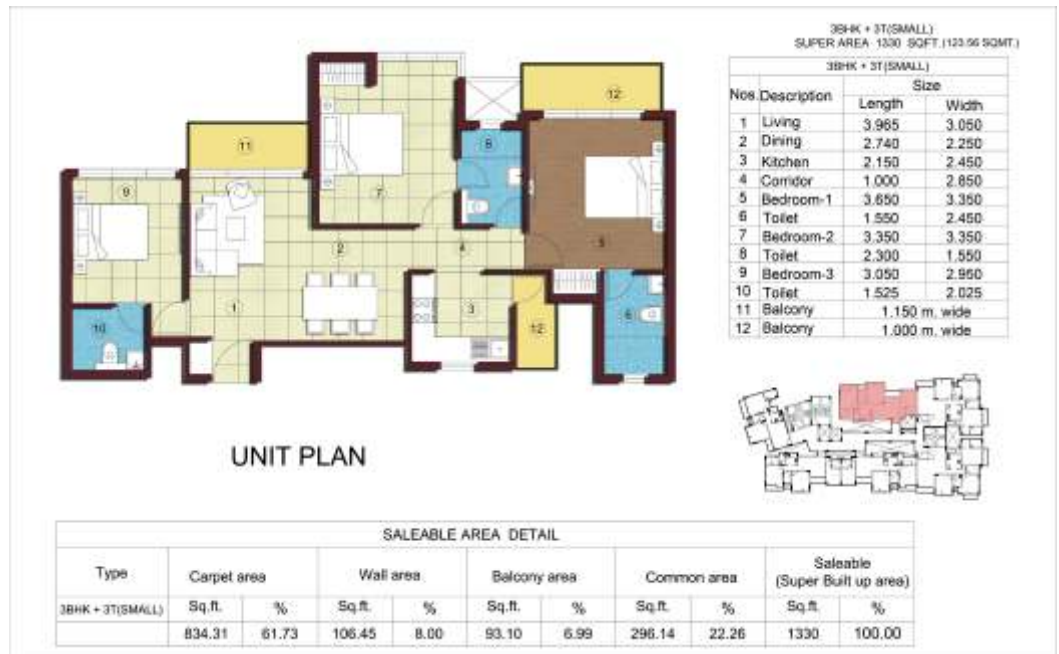 3BHK + 3T(SMALL)
SUPER AREA 1330 SQFT.(123.56 SQMT.)
3BHK + 3T(SMALL)
Nos. Description Size
Length Width
1 Living 3.965 3.050
2 Dining 2.740 2.250
3 Kitchen 2.150 2.450
4 Corridor 1.000 2.850
5 Bedroom-1 3.650 3.350
6 Toilet 1.550 2.450
7 Bedroom-2 3.350 3.350
8 Toilet 2.300 1.550
9 Bedroom-3 3.050 2.950
10 Toilet 1.525 2.025
11 Balcony 1.150 m. wide
12 Balcony 1.000 m. wide
12
11
8
9
7
2
4
5
1
3
12
6
10
UNIT PLAN
SALEABLE AREA DETAIL
Type Carpet area Wall area Balcony area Common area Saleable
(Super Built up area)
3BHK + 3T(SMALL) Sq.ft. % Sq.ft. % Sq.ft. % Sq.ft. % Sq.ft. %
834.31 61.73 106.45 8.00 93.10 6.99 296.14 22.26 1330 100.00